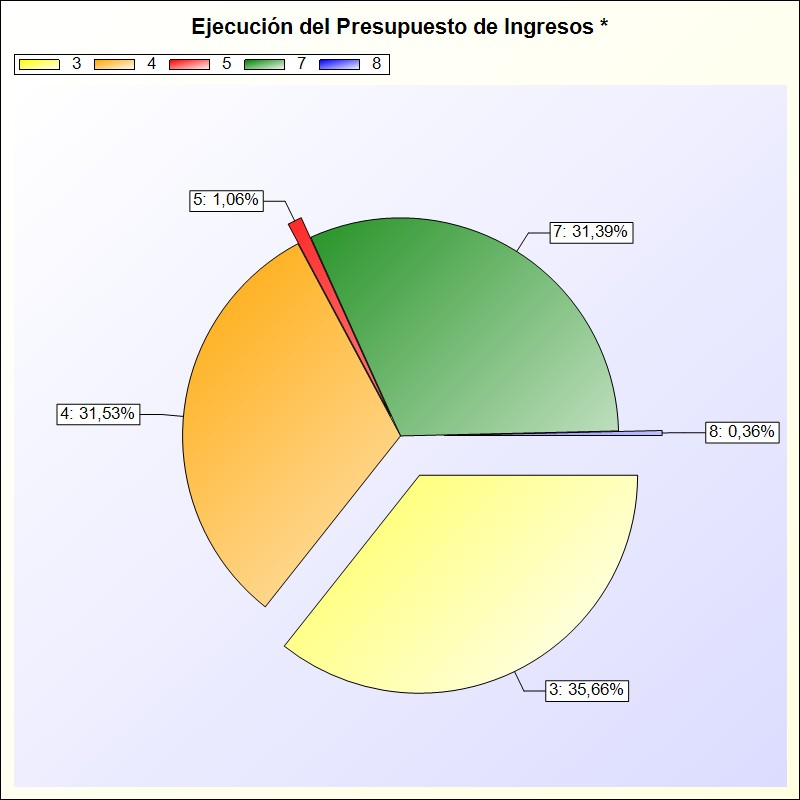 Ejecución del Presupuesto de Ingresos *
3 4 5 7 8
5: 1,06%
7: 31,39%
4: 31,53%
8: 0,36%
3: 35,66%